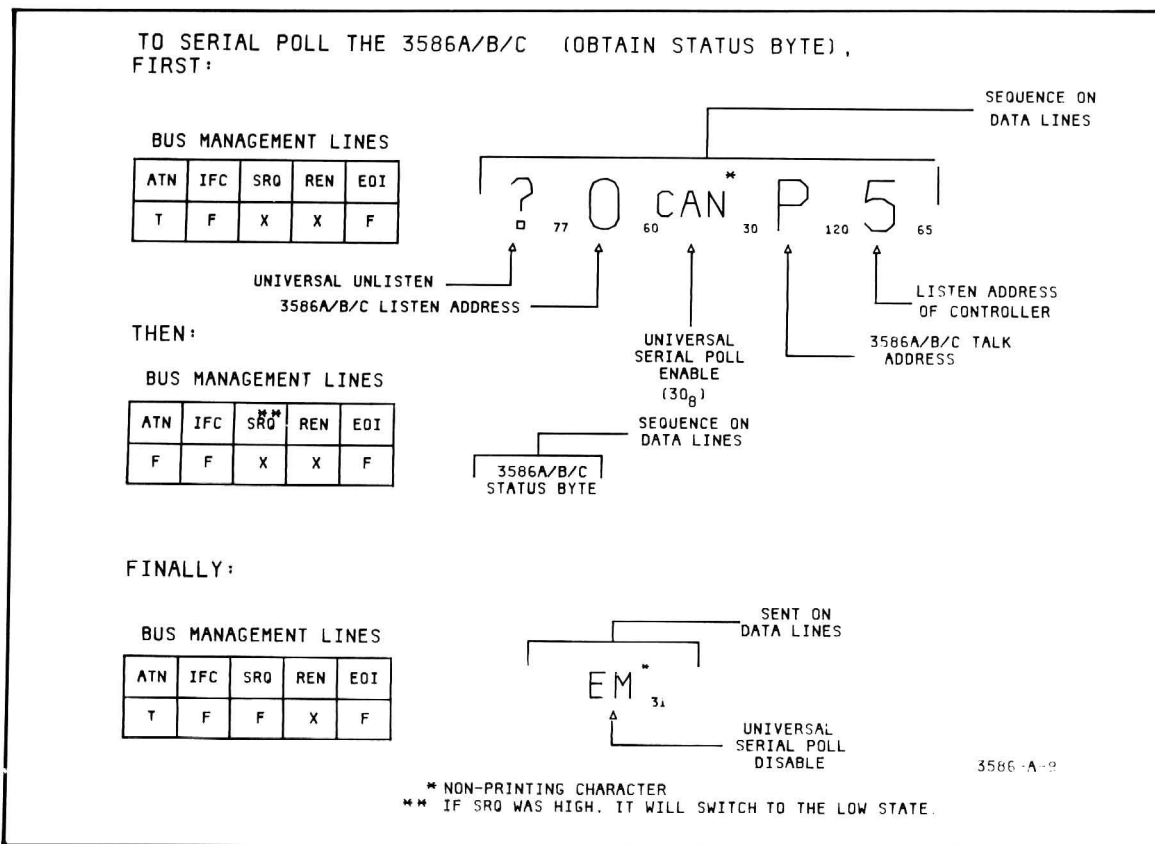 TO SERIAL POLL THE 3586A/B/C (OBTAIN STATUS BYTE),
FIRST:
SEQUENCE ON
DATA LINES
BUS MANAGEMENT LINES
ATN IFC SRQ REN EOI
T F X X F
? 77 0 60 CAN* 30 P 120 5 65
UNIVERSAL UNLISTEN
3586A/B/C LISTEN ADDRESS
UNIVERSAL
SERIAL POLL
ENABLE
(30₈)
3586A/B/C TALK
ADDRESS
LISTEN ADDRESS
OF CONTROLLER
THEN:
BUS MANAGEMENT LINES
ATN IFC SRQ** REN EOI
F F X X F
SEQUENCE ON
DATA LINES
3586A/B/C
STATUS BYTE
FINALLY:
BUS MANAGEMENT LINES
ATN IFC SRQ REN EOI
T F F X F
SENT ON
DATA LINES
EM* 31
UNIVERSAL
SERIAL POLL
DISABLE
3586-A-9
* NON-PRINTING CHARACTER
** IF SRQ WAS HIGH. IT WILL SWITCH TO THE LOW STATE.